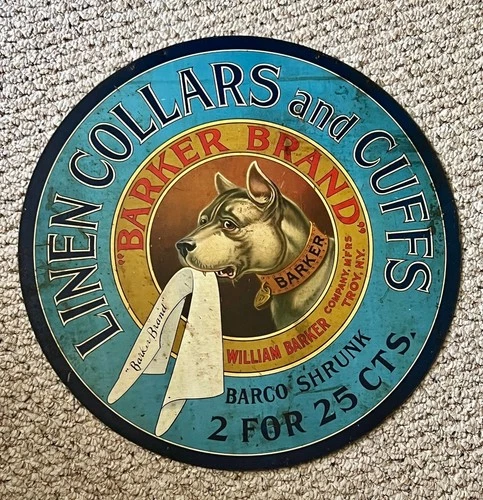 LINEN COLLARS and CUFFS
"BARKER BRAND"
BARKER
"Barker Brand"
WILLIAM BARKER COMPANY. MFRS
TROY. N.Y.
BARCO SHRUNK
2 FOR 25 CTS.